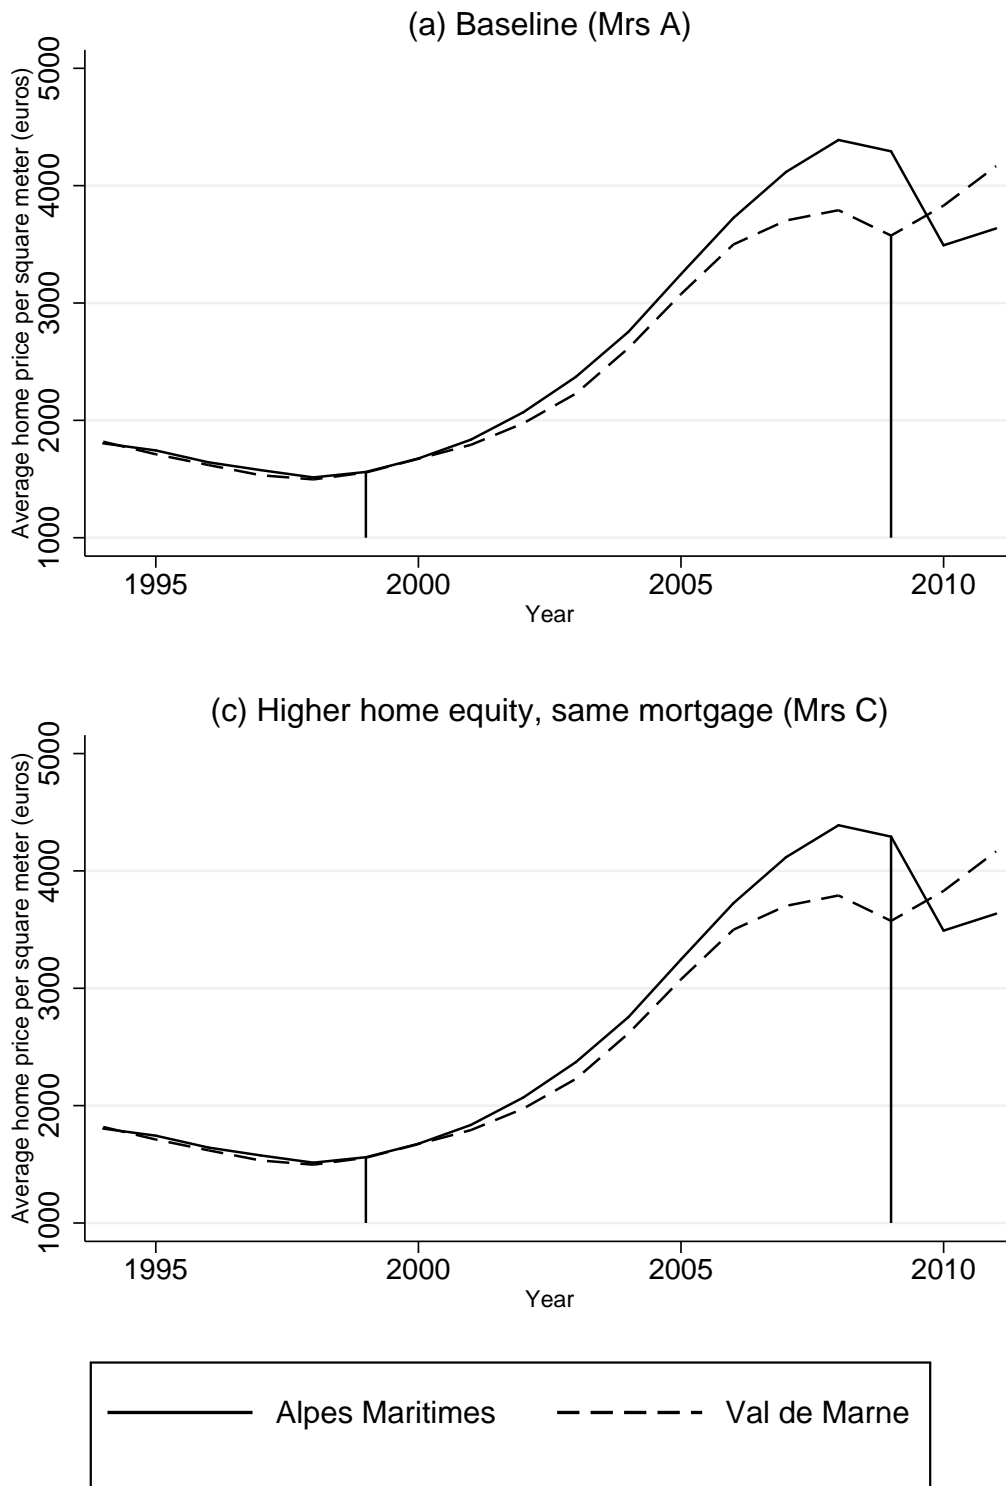 (a) Baseline (Mrs A)
Average home price per square meter (euros)
5000
4000
3000
2000
1000
1995 2000 2005 2010
Year
(c) Higher home equity, same mortgage (Mrs C)
Average home price per square meter (euros)
5000
4000
3000
2000
1000
1995 2000 2005 2010
Year
Alpes Maritimes Val de Marne